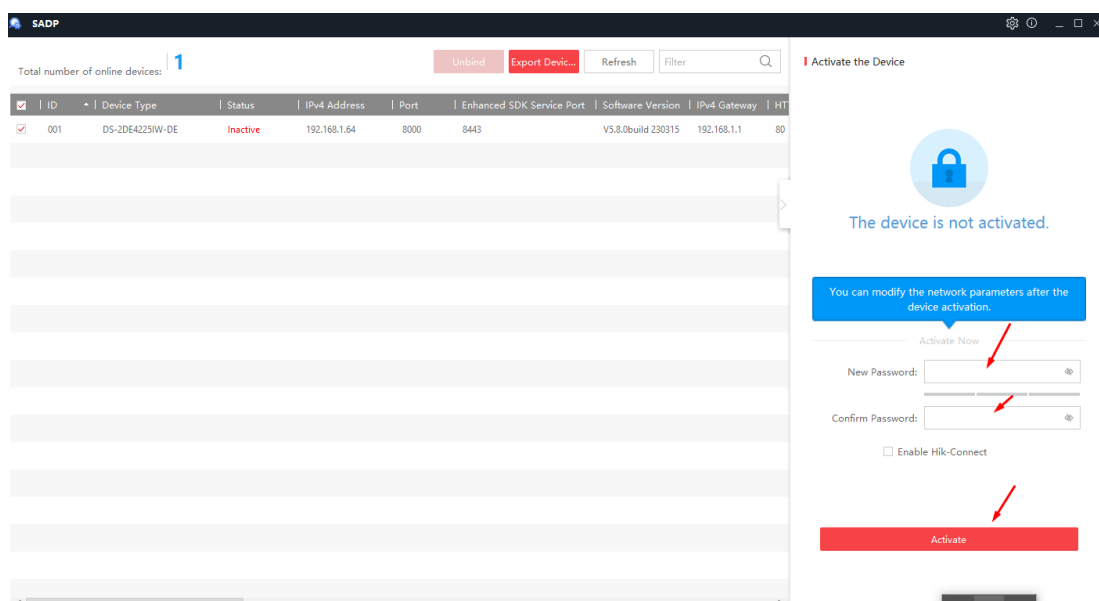 SADP
Total number of online devices: 1
Unbind Export Devic... Refresh Filter
ID Device Type Status IPv4 Address Port Enhanced SDK Service Port Software Version IPv4 Gateway HT
001 DS-2DE4225IW-DE Inactive 192.168.1.64 8000 8443 V5.8.0build 230315 192.168.1.1 80
Activate the Device
The device is not activated.
You can modify the network parameters after the
device activation.
Activate Now
New Password:
Confirm Password:
Enable Hik-Connect
Activate